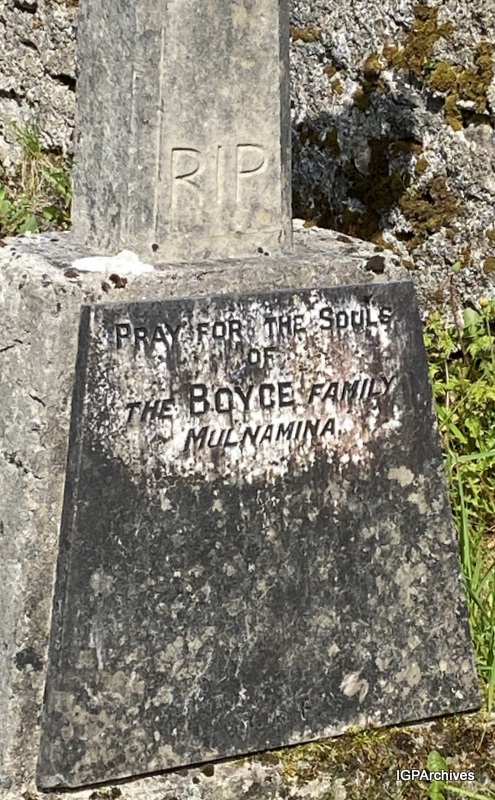 RIP
PRAY FOR THE SOULS
OF
THE BOYCE FAMILY
MULNAMINA
IGPArchives